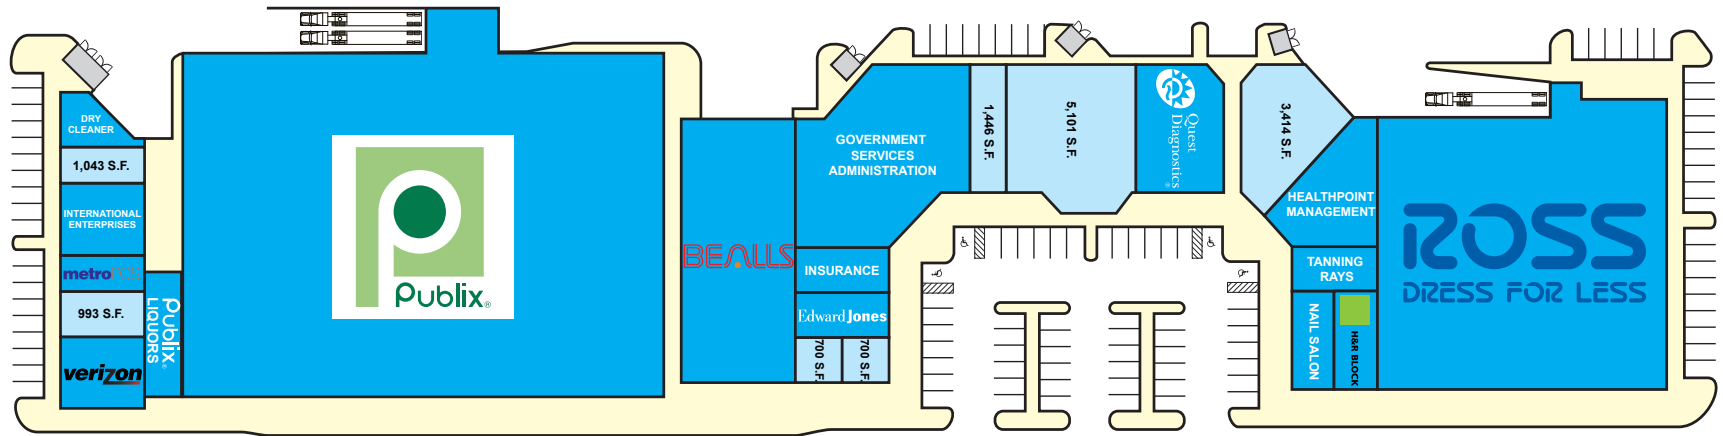 DRY
CLEANER
1,043 S.F.
INTERNATIONAL
ENTERPRISES
metroPCS
993 S.F.
verizon
Publix®
LIQUORS
Publix®
BEALLS
GOVERNMENT
SERVICES
ADMINISTRATION
INSURANCE
Edward Jones
700 S.F.
700 S.F.
1,446 S.F.
5,101 S.F.
Quest
Diagnostics®
3,414 S.F.
HEALTHPOINT
MANAGEMENT
TANNING
RAYS
NAIL SALON
H&R BLOCK
ROSS
DRESS FOR LESS